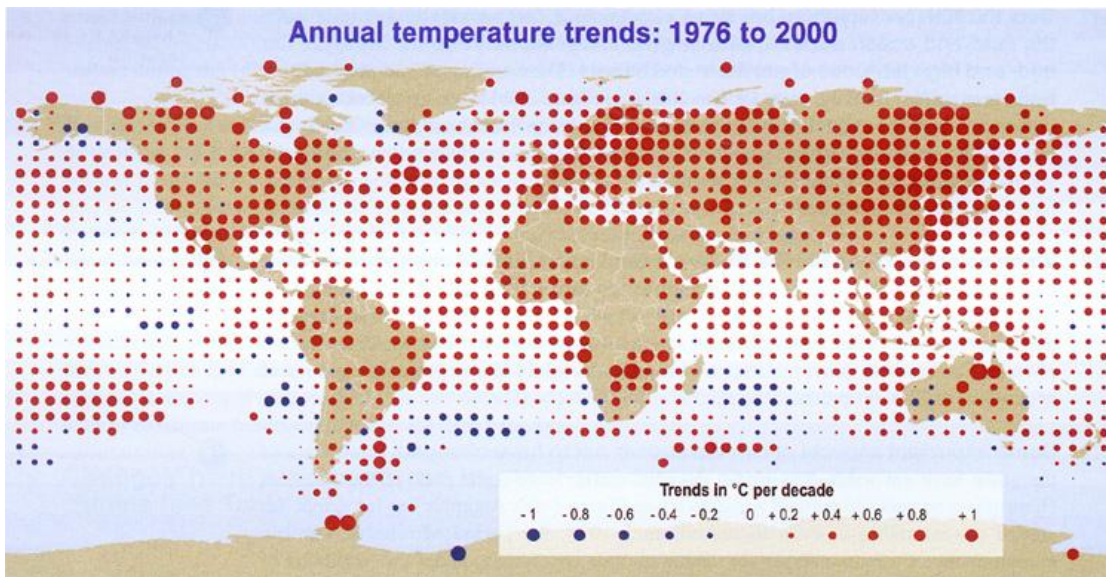 Annual temperature trends: 1976 to 2000
Trends in °C per decade
- 1 - 0.8 - 0.6 -0.4 - 0.2 0 + 0.2 +0.4 + 0.6 + 0.8 + 1